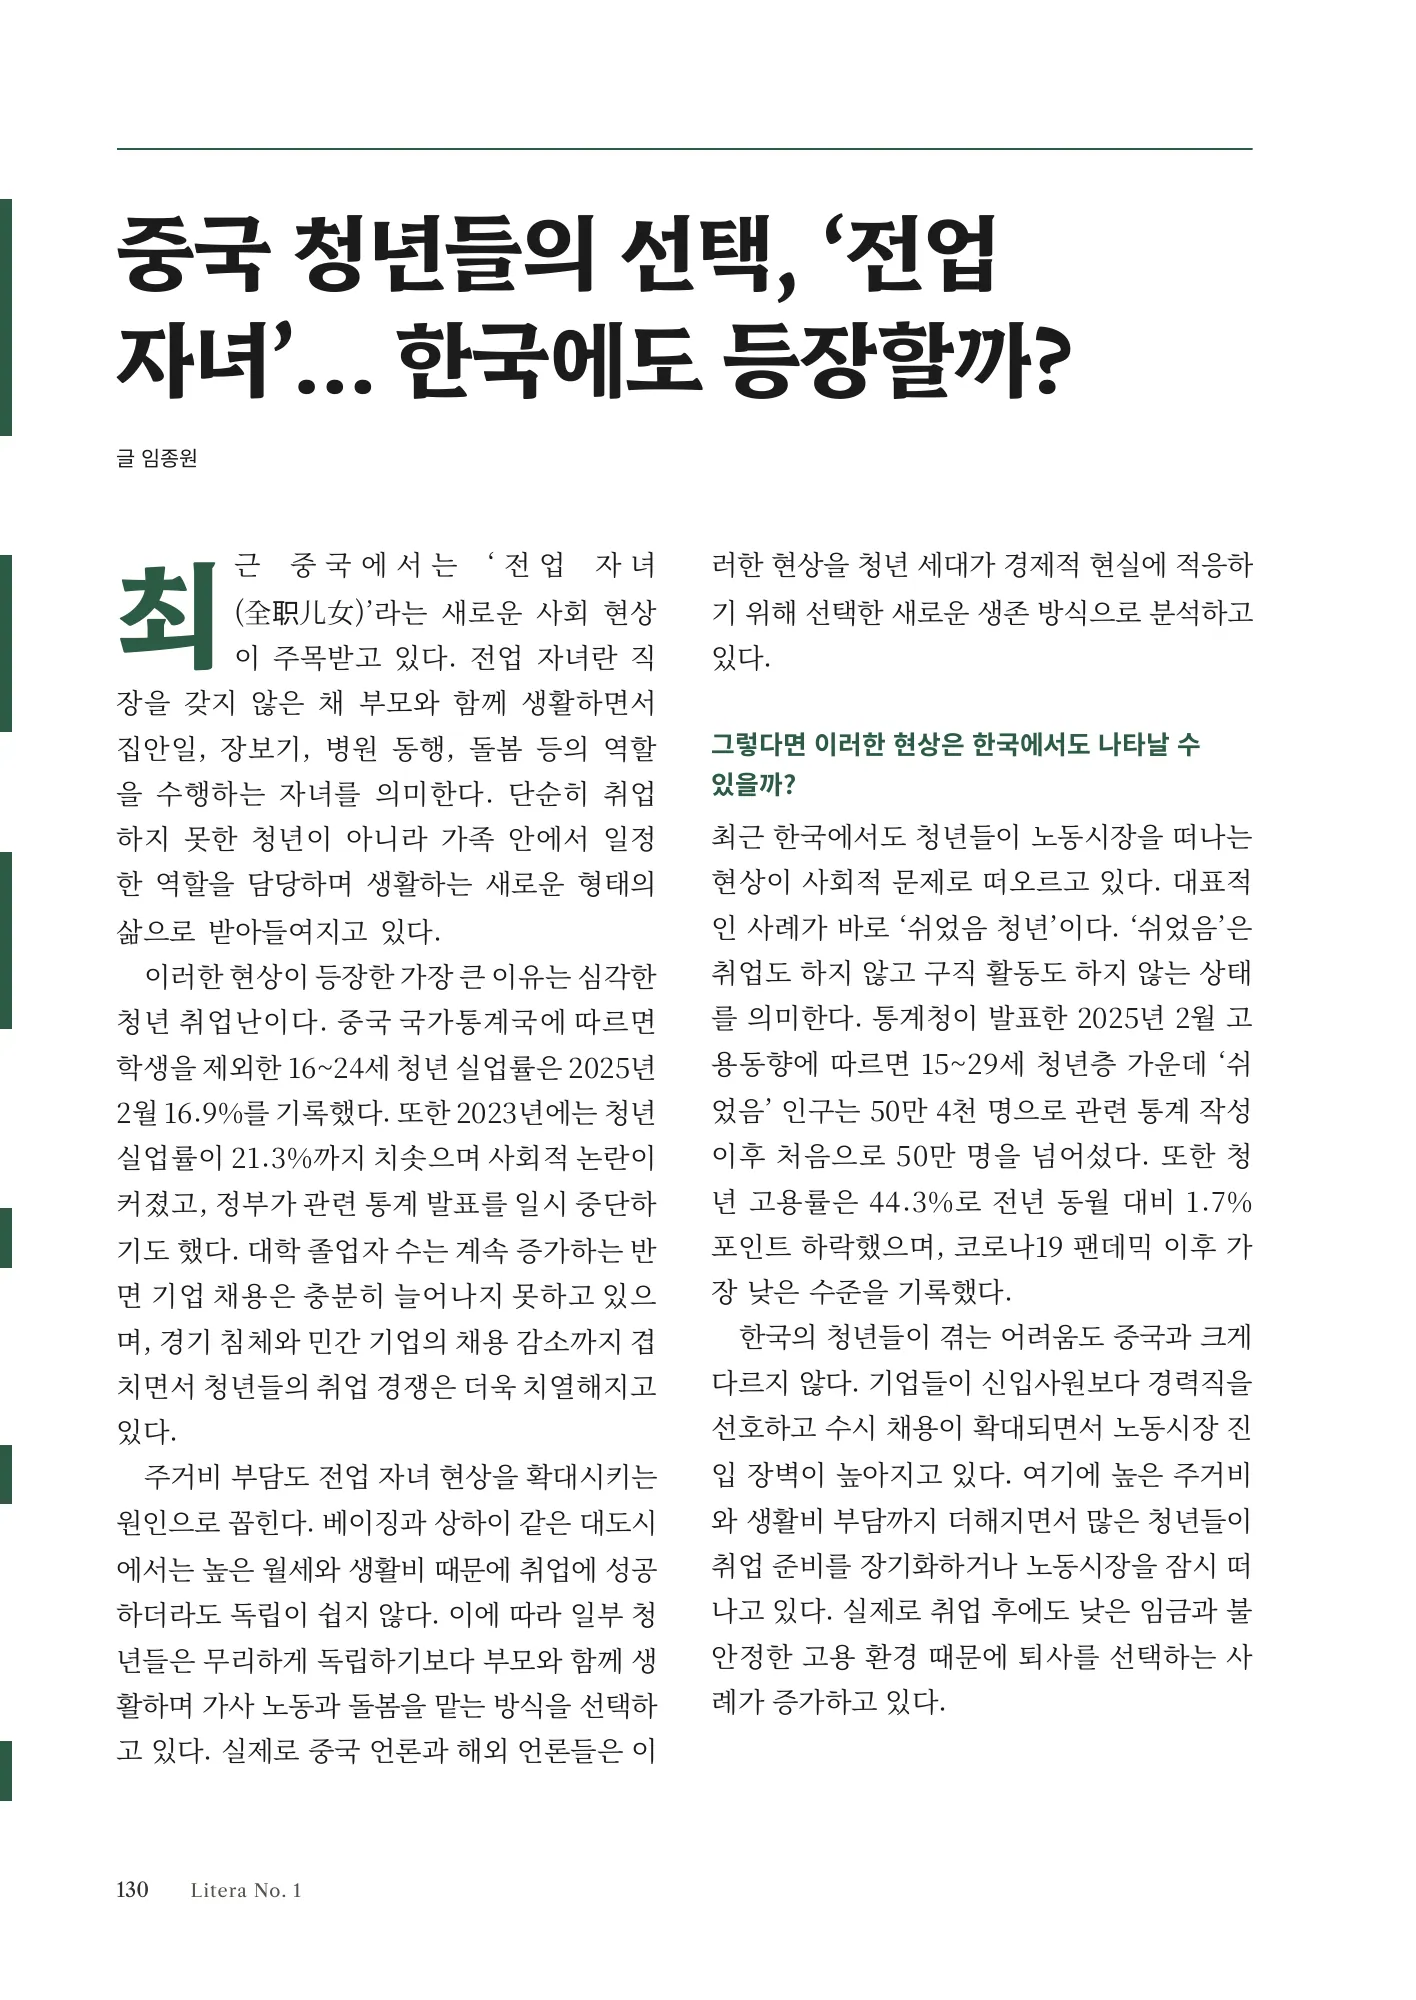 중국 청년들의 선택, ‘전업
자녀’... 한국에도 등장할까?
글 임종원
최근 중국에서는 ‘전업 자녀
(全职儿女)’라는 새로운 사회 현상
이 주목받고 있다. 전업 자녀란 직
장을 갖지 않은 채 부모와 함께 생활하면서
집안일, 장보기, 병원 동행, 돌봄 등의 역할
을 수행하는 자녀를 의미한다. 단순히 취업
하지 못한 청년이 아니라 가족 안에서 일정
한 역할을 담당하며 생활하는 새로운 형태의
삶으로 받아들여지고 있다.
이러한 현상이 등장한 가장 큰 이유는 심각한
청년 취업난이다. 중국 국가통계국에 따르면
학생을 제외한 16~24세 청년 실업률은 2025년
2월 16.9%를 기록했다. 또한 2023년에는 청년
실업률이 21.3%까지 치솟으며 사회적 논란이
커졌고, 정부가 관련 통계 발표를 일시 중단하
기도 했다. 대학 졸업자 수는 계속 증가하는 반
면 기업 채용은 충분히 늘어나지 못하고 있으
며, 경기 침체와 민간 기업의 채용 감소까지 겹
치면서 청년들의 취업 경쟁은 더욱 치열해지고
있다.
주거비 부담도 전업 자녀 현상을 확대시키는
원인으로 꼽힌다. 베이징과 상하이 같은 대도시
에서는 높은 월세와 생활비 때문에 취업에 성공
하더라도 독립이 쉽지 않다. 이에 따라 일부 청
년들은 무리하게 독립하기보다 부모와 함께 생
활하며 가사 노동과 돌봄을 맡는 방식을 선택하
고 있다. 실제로 중국 언론과 해외 언론들은 이
러한 현상을 청년 세대가 경제적 현실에 적응하
기 위해 선택한 새로운 생존 방식으로 분석하고
있다.
그렇다면 이러한 현상은 한국에서도 나타날 수
있을까?
최근 한국에서도 청년들이 노동시장을 떠나는
현상이 사회적 문제로 떠오르고 있다. 대표적
인 사례가 바로 ‘쉬었음 청년’이다. ‘쉬었음’은
취업도 하지 않고 구직 활동도 하지 않는 상태
를 의미한다. 통계청이 발표한 2025년 2월 고
용동향에 따르면 15~29세 청년층 가운데 ‘쉬
었음’ 인구는 50만 4천 명으로 관련 통계 작성
이후 처음으로 50만 명을 넘어섰다. 또한 청
년 고용률은 44.3%로 전년 동월 대비 1.7%
포인트 하락했으며, 코로나19 팬데믹 이후 가
장 낮은 수준을 기록했다.
한국의 청년들이 겪는 어려움도 중국과 크게
다르지 않다. 기업들이 신입사원보다 경력직을
선호하고 수시 채용이 확대되면서 노동시장 진
입 장벽이 높아지고 있다. 여기에 높은 주거비
와 생활비 부담까지 더해지면서 많은 청년들이
취업 준비를 장기화하거나 노동시장을 잠시 떠
나고 있다. 실제로 취업 후에도 낮은 임금과 불
안정한 고용 환경 때문에 퇴사를 선택하는 사
례가 증가하고 있다.
130 Litera No. 1